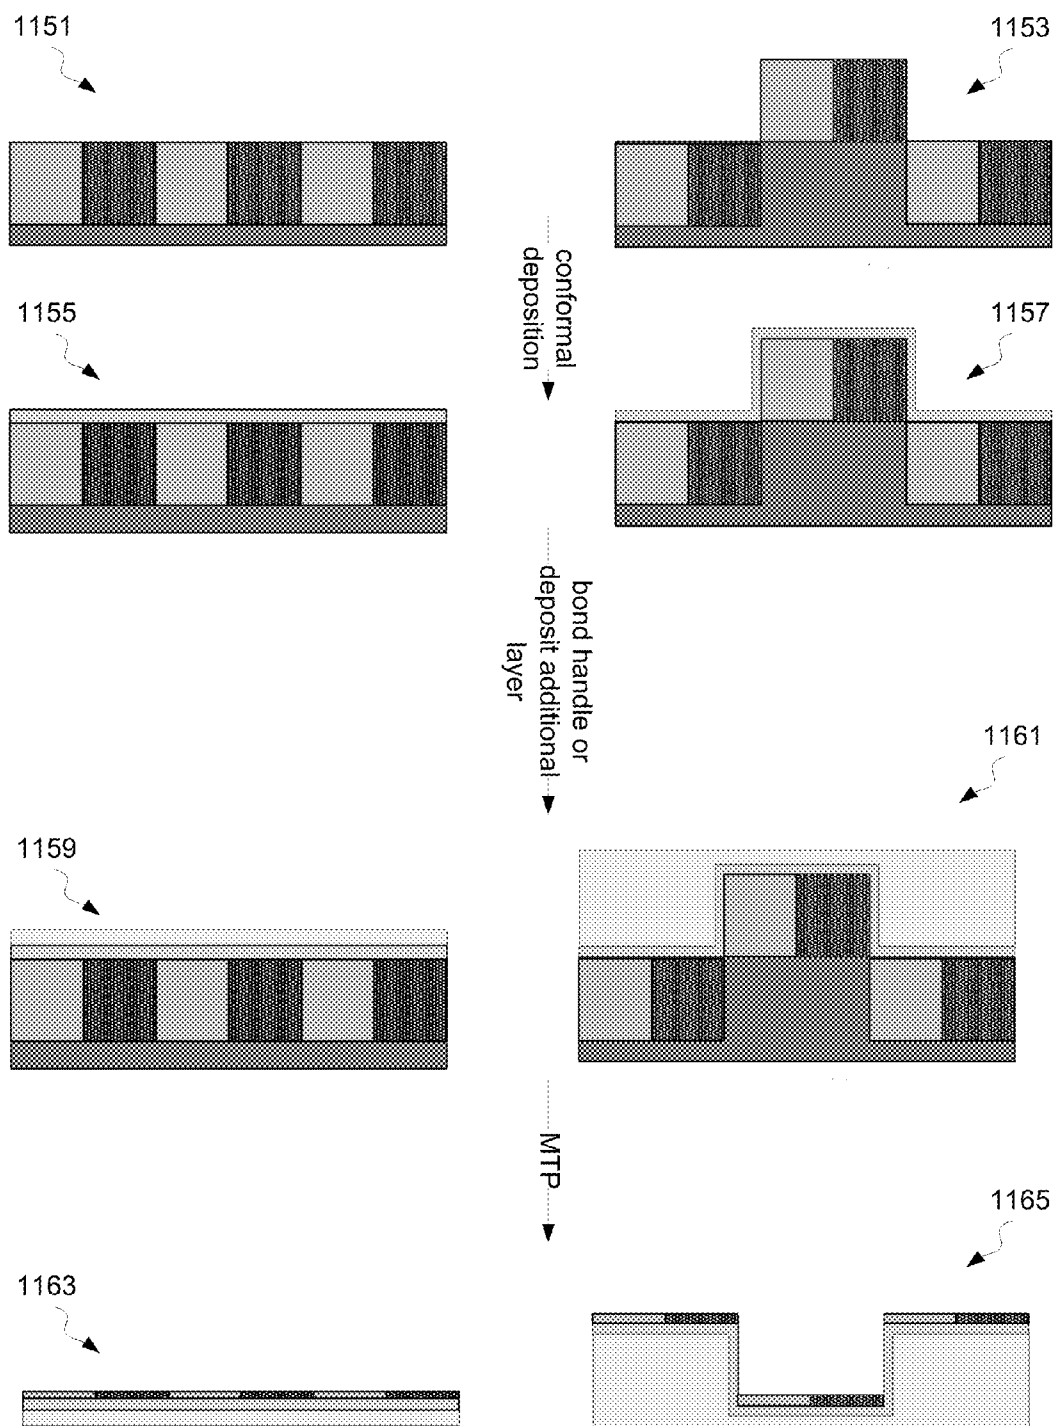 1151
1153
conformal
deposition
1155
1157
bond handle or
deposit additional
layer
1161
1159
MTP
1165
1163